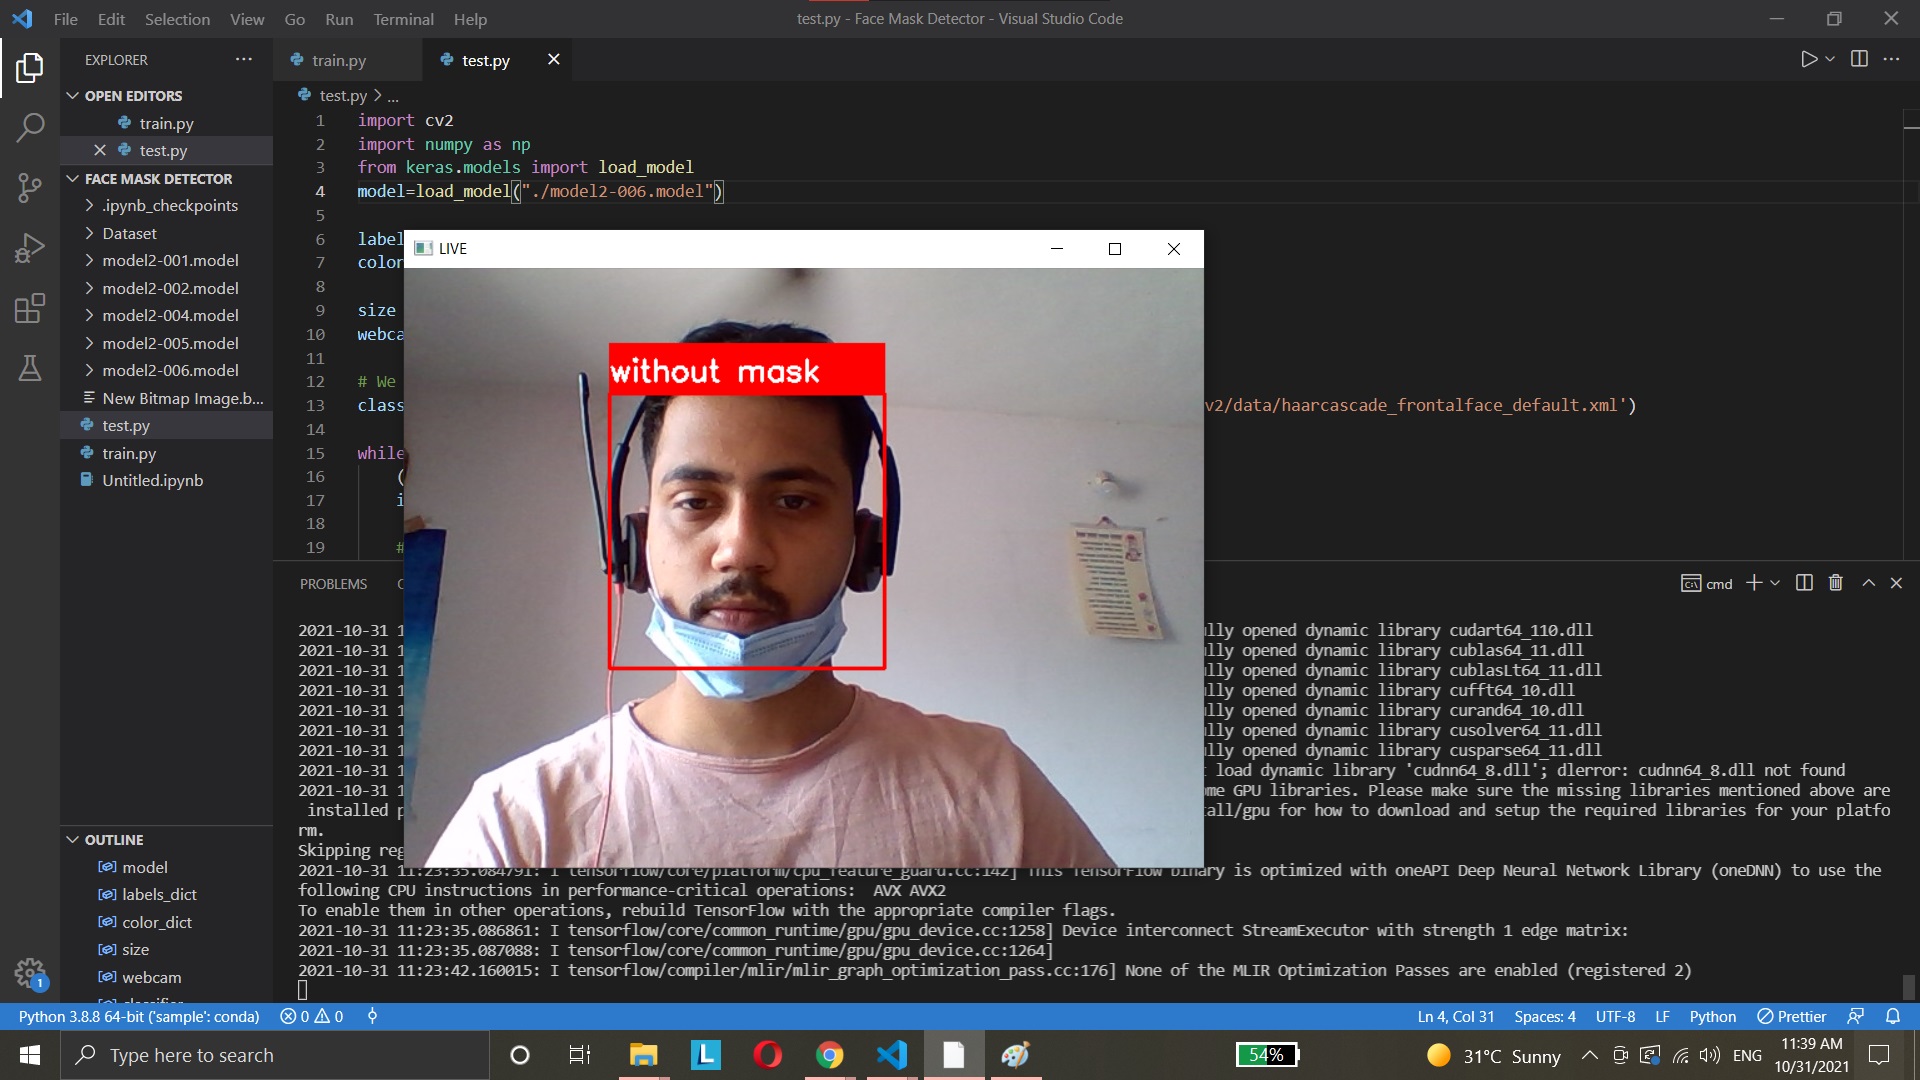 File Edit Selection View Go Run Terminal Help
test.py - Face Mask Detector - Visual Studio Code
EXPLORER
OPEN EDITORS
train.py
test.py
FACE MASK DETECTOR
.ipynb_checkpoints
Dataset
model2-001.model
model2-002.model
model2-004.model
model2-005.model
model2-006.model
New Bitmap Image.b...
test.py
train.py
Untitled.ipynb
OUTLINE
model
labels_dict
color_dict
size
webcam
train.py test.py
test.py > ...
1 import cv2
2 import numpy as np
3 from keras.models import load_model
4 model=load_model("./model2-006.model")
5
6 label
7 color
8
9 size
10 webca
11
12 # We
13 class v2/data/haarcascade_frontalface_default.xml')
14
15 while
16 (
17 i
18
19 #
LIVE
without mask
PROBLEMS
cmd
2021-10-31 1 lly opened dynamic library cudart64_110.dll
2021-10-31 1 lly opened dynamic library cublas64_11.dll
2021-10-31 1 lly opened dynamic library cublasLt64_11.dll
2021-10-31 1 lly opened dynamic library cufft64_10.dll
2021-10-31 1 lly opened dynamic library curand64_10.dll
2021-10-31 1 lly opened dynamic library cusolver64_11.dll
2021-10-31 1 lly opened dynamic library cusparse64_11.dll
2021-10-31 1 load dynamic library 'cudnn64_8.dll'; dlerror: cudnn64_8.dll not found
2021-10-31 1 me GPU libraries. Please make sure the missing libraries mentioned above are
installed p all/gpu for how to download and setup the required libraries for your platfo
rm.
Skipping reg
2021-10-31 11:23:35.084791: I tensorflow/core/platform/cpu_feature_guard.cc:142] This TensorFlow binary is optimized with oneAPI Deep Neural Network Library (oneDNN) to use the
following CPU instructions in performance-critical operations: AVX AVX2
To enable them in other operations, rebuild TensorFlow with the appropriate compiler flags.
2021-10-31 11:23:35.086861: I tensorflow/core/common_runtime/gpu/gpu_device.cc:1258] Device interconnect StreamExecutor with strength 1 edge matrix:
2021-10-31 11:23:35.087088: I tensorflow/core/common_runtime/gpu/gpu_device.cc:1264]
2021-10-31 11:23:42.160015: I tensorflow/compiler/mlir/mlir_graph_optimization_pass.cc:176] None of the MLIR Optimization Passes are enabled (registered 2)
1
Python 3.8.8 64-bit ('sample': conda) 0 0 Ln 4, Col 31 Spaces: 4 UTF-8 LF Python Prettier
Type here to search
L
54%
31°C Sunny
ENG
11:39 AM
10/31/2021